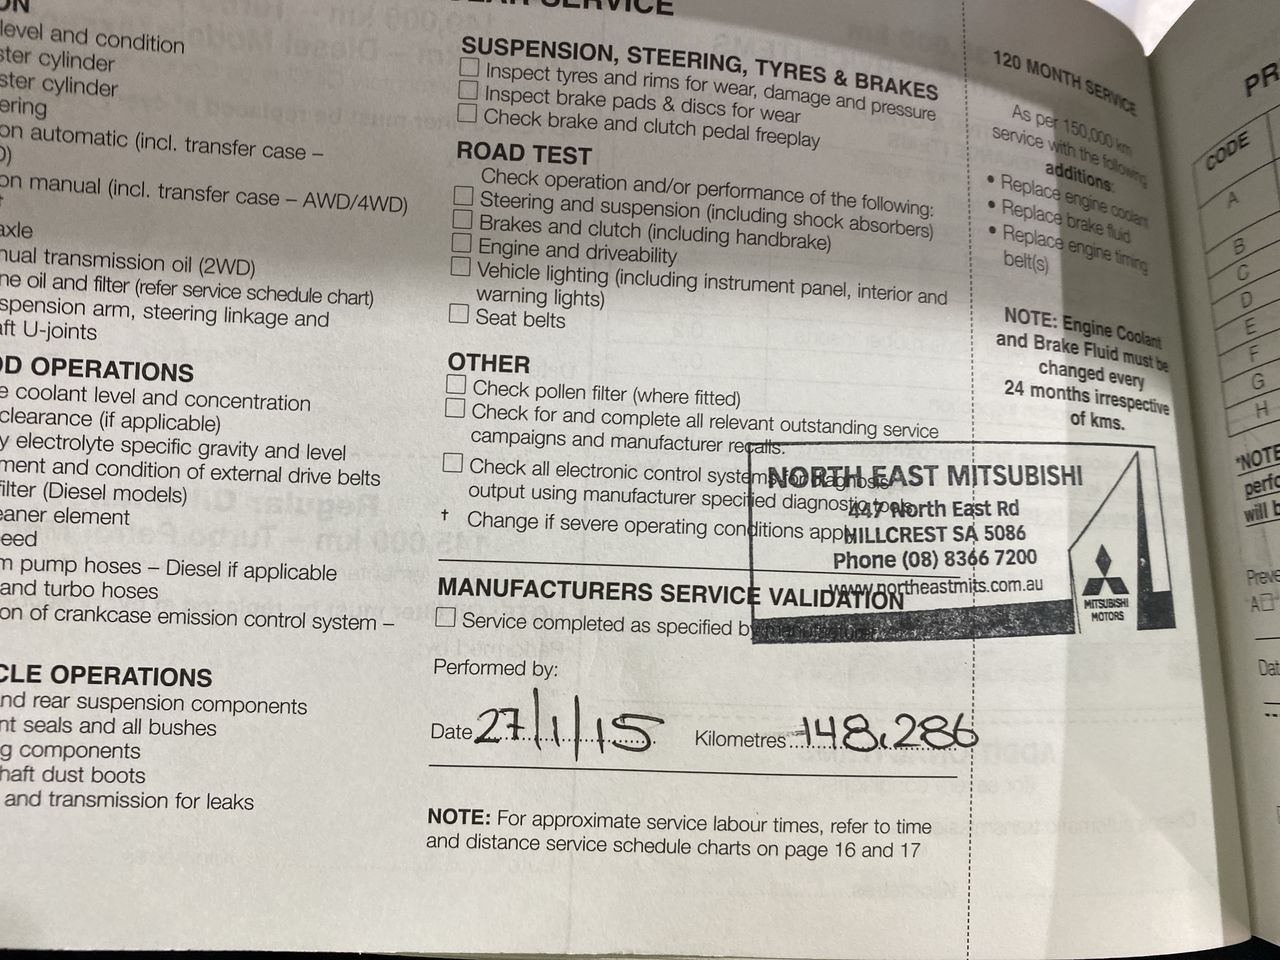 SERVICE
level and condition
ster cylinder
ster cylinder
ering
on automatic (incl. transfer case –
on manual (incl. transfer case – AWD/4WD)
axle
nual transmission oil (2WD)
ne oil and filter (refer service schedule chart)
spension arm, steering linkage and
aft U-joints
OD OPERATIONS
e coolant level and concentration
clearance (if applicable)
y electrolyte specific gravity and level
ment and condition of external drive belts
filter (Diesel models)
eaner element
eed
m pump hoses – Diesel if applicable
and turbo hoses
on of crankcase emission control system –
CLE OPERATIONS
nd rear suspension components
nt seals and all bushes
g components
haft dust boots
and transmission for leaks
SUSPENSION, STEERING, TYRES & BRAKES
Inspect tyres and rims for wear, damage and pressure
Inspect brake pads & discs for wear
Check brake and clutch pedal freeplay
ROAD TEST
Check operation and/or performance of the following:
Steering and suspension (including shock absorbers)
Brakes and clutch (including handbrake)
Engine and driveability
Vehicle lighting (including instrument panel, interior and
warning lights)
Seat belts
OTHER
Check pollen filter (where fitted)
Check for and complete all relevant outstanding service
campaigns and manufacturer recalls.
Check all electronic control systems for diagnosis
output using manufacturer specified diagnostic tools
† Change if severe operating conditions apply
MANUFACTURERS SERVICE VALIDATION
Service completed as specified by manufacturer
Performed by:
Date 27/1/15 Kilometres 148,286
NOTE: For approximate service labour times, refer to time
and distance service schedule charts on page 16 and 17
NORTH EAST MITSUBISHI
447 North East Rd
HILLCREST SA 5086
Phone (08) 8366 7200
www.northeastmits.com.au
MITSUBISHI
MOTORS
120 MONTH SERVICE
As per 150,000 km
service with the following
additions:
• Replace engine coolant
• Replace brake fluid
• Replace engine timing
belt(s)
NOTE: Engine Coolant
and Brake Fluid must be
changed every
24 months irrespective
of kms.
PR
CODE
A
B
C
D
E
F
G
H
*NOTE
perfo
will b
Preve
"A
Dat